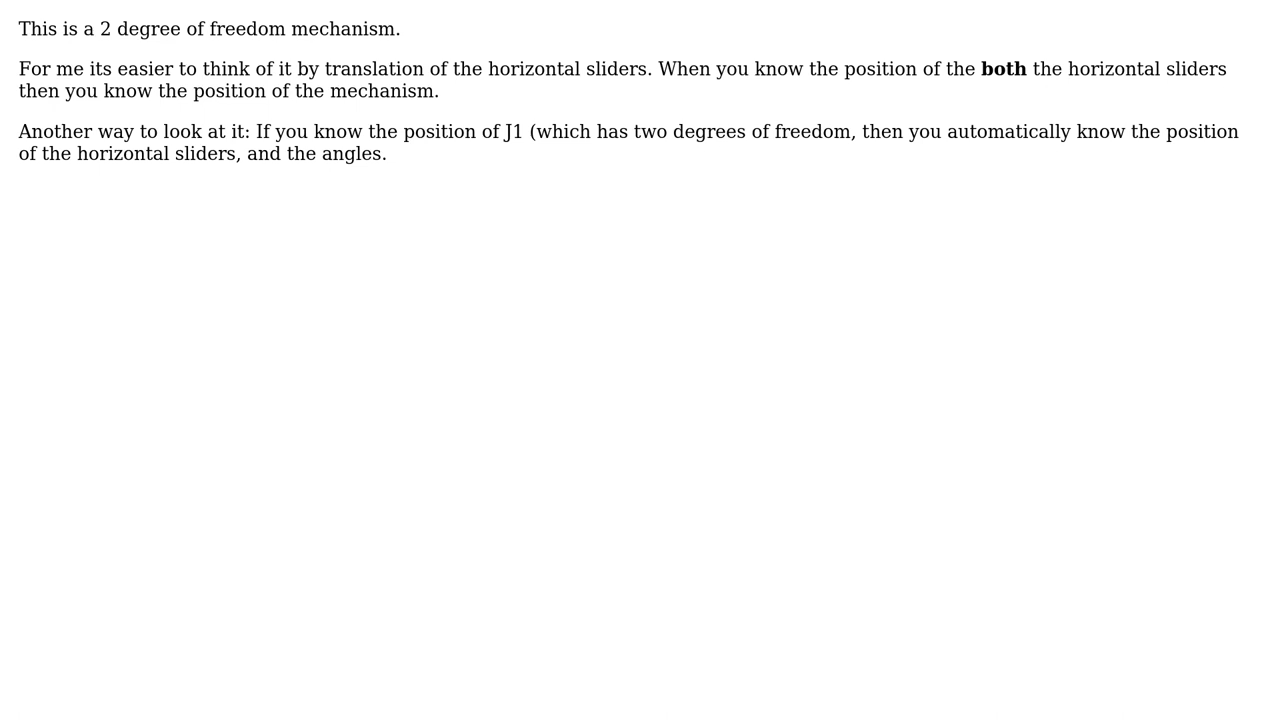 This is a 2 degree of freedom mechanism.
For me its easier to think of it by translation of the horizontal sliders. When you know the position of the both the horizontal sliders
then you know the position of the mechanism.
Another way to look at it: If you know the position of J1 (which has two degrees of freedom, then you automatically know the position
of the horizontal sliders, and the angles.